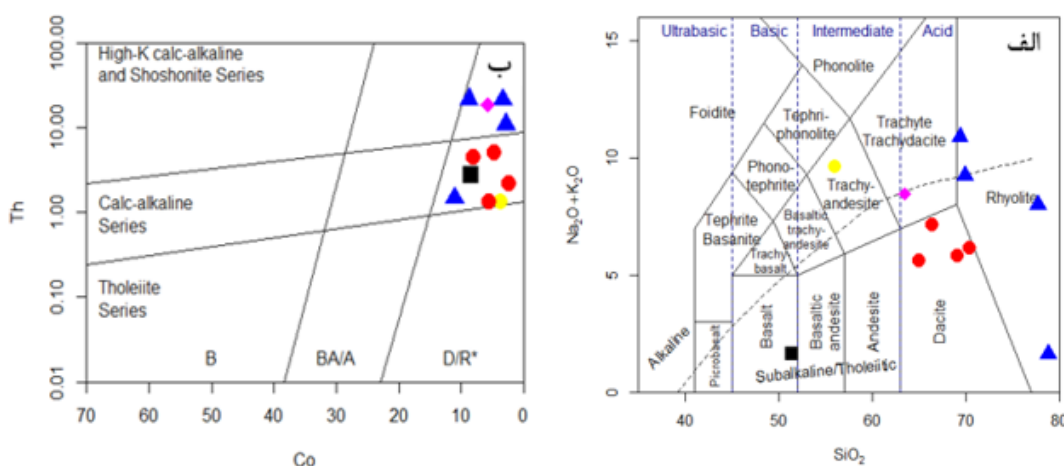 100.00
10.00
1.00
0.10
0.01
Th
High-K calc-alkaline
and Shoshonite Series
Calc-alkaline
Series
Tholeiite
Series
ب
B
BA/A
D/R*
70
60
50
40
30
20
10
0
Co
15
10
5
0
Na₂O+K₂O
Ultrabasic
Basic
Intermediate
Acid
الف
Phonolite
Foidite
Tephri-
phonolite
Trachyte
Trachydacite
Phono-
tephrite
Trachy-
andesite
Rhyolite
Tephrite
Basanite
Basaltic
trachy-
andesite
Trachy-
basalt
Alkaline
Picrobasalt
Basalt
Basaltic
andesite
Andesite
Dacite
Subalkaline/Tholeiitic
40
50
60
70
80
SiO₂